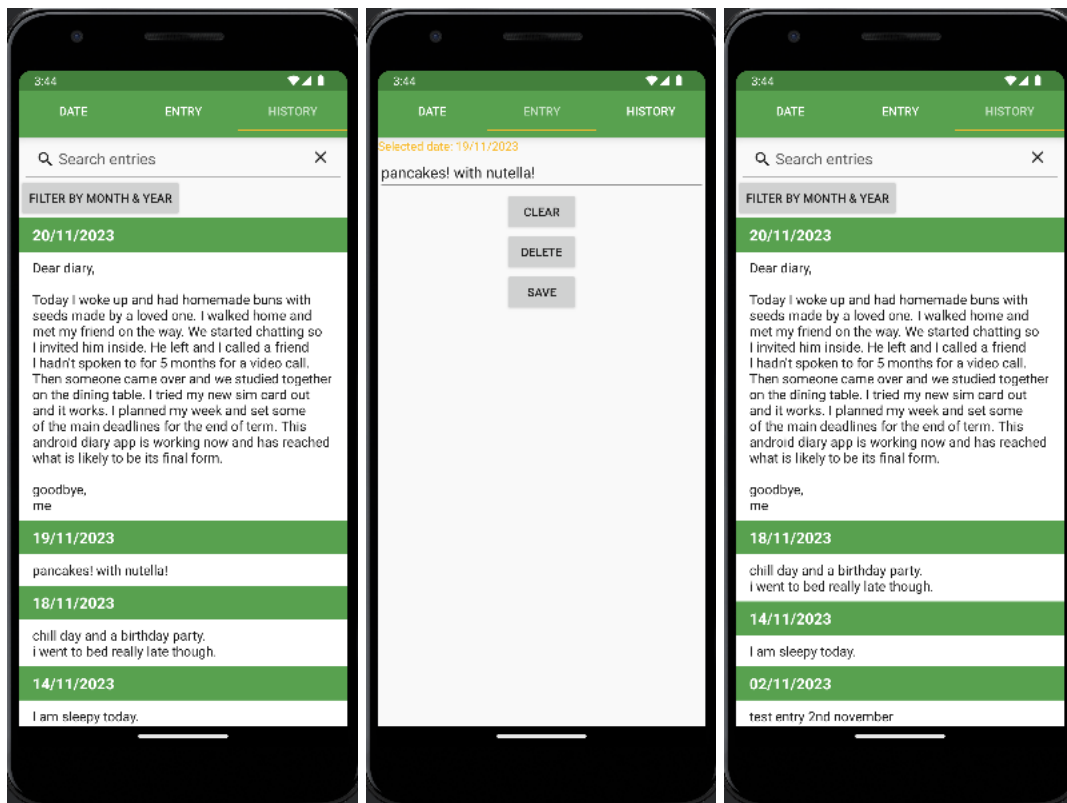 3:44
DATE ENTRY HISTORY
Search entries
FILTER BY MONTH & YEAR
20/11/2023
Dear diary,
Today I woke up and had homemade buns with
seeds made by a loved one. I walked home and
met my friend on the way. We started chatting so
I invited him inside. He left and I called a friend
I hadn't spoken to for 5 months for a video call.
Then someone came over and we studied together
on the dining table. I tried my new sim card out
and it works. I planned my week and set some
of the main deadlines for the end of term. This
android diary app is working now and has reached
what is likely to be its final form.
goodbye,
me
19/11/2023
pancakes! with nutella!
18/11/2023
chill day and a birthday party.
i went to bed really late though.
14/11/2023
I am sleepy today.
3:44
DATE ENTRY HISTORY
Selected date: 19/11/2023
pancakes! with nutella!
CLEAR
DELETE
SAVE
3:44
DATE ENTRY HISTORY
Search entries
FILTER BY MONTH & YEAR
20/11/2023
Dear diary,
Today I woke up and had homemade buns with
seeds made by a loved one. I walked home and
met my friend on the way. We started chatting so
I invited him inside. He left and I called a friend
I hadn't spoken to for 5 months for a video call.
Then someone came over and we studied together
on the dining table. I tried my new sim card out
and it works. I planned my week and set some
of the main deadlines for the end of term. This
android diary app is working now and has reached
what is likely to be its final form.
goodbye,
me
18/11/2023
chill day and a birthday party.
i went to bed really late though.
14/11/2023
I am sleepy today.
02/11/2023
test entry 2nd november